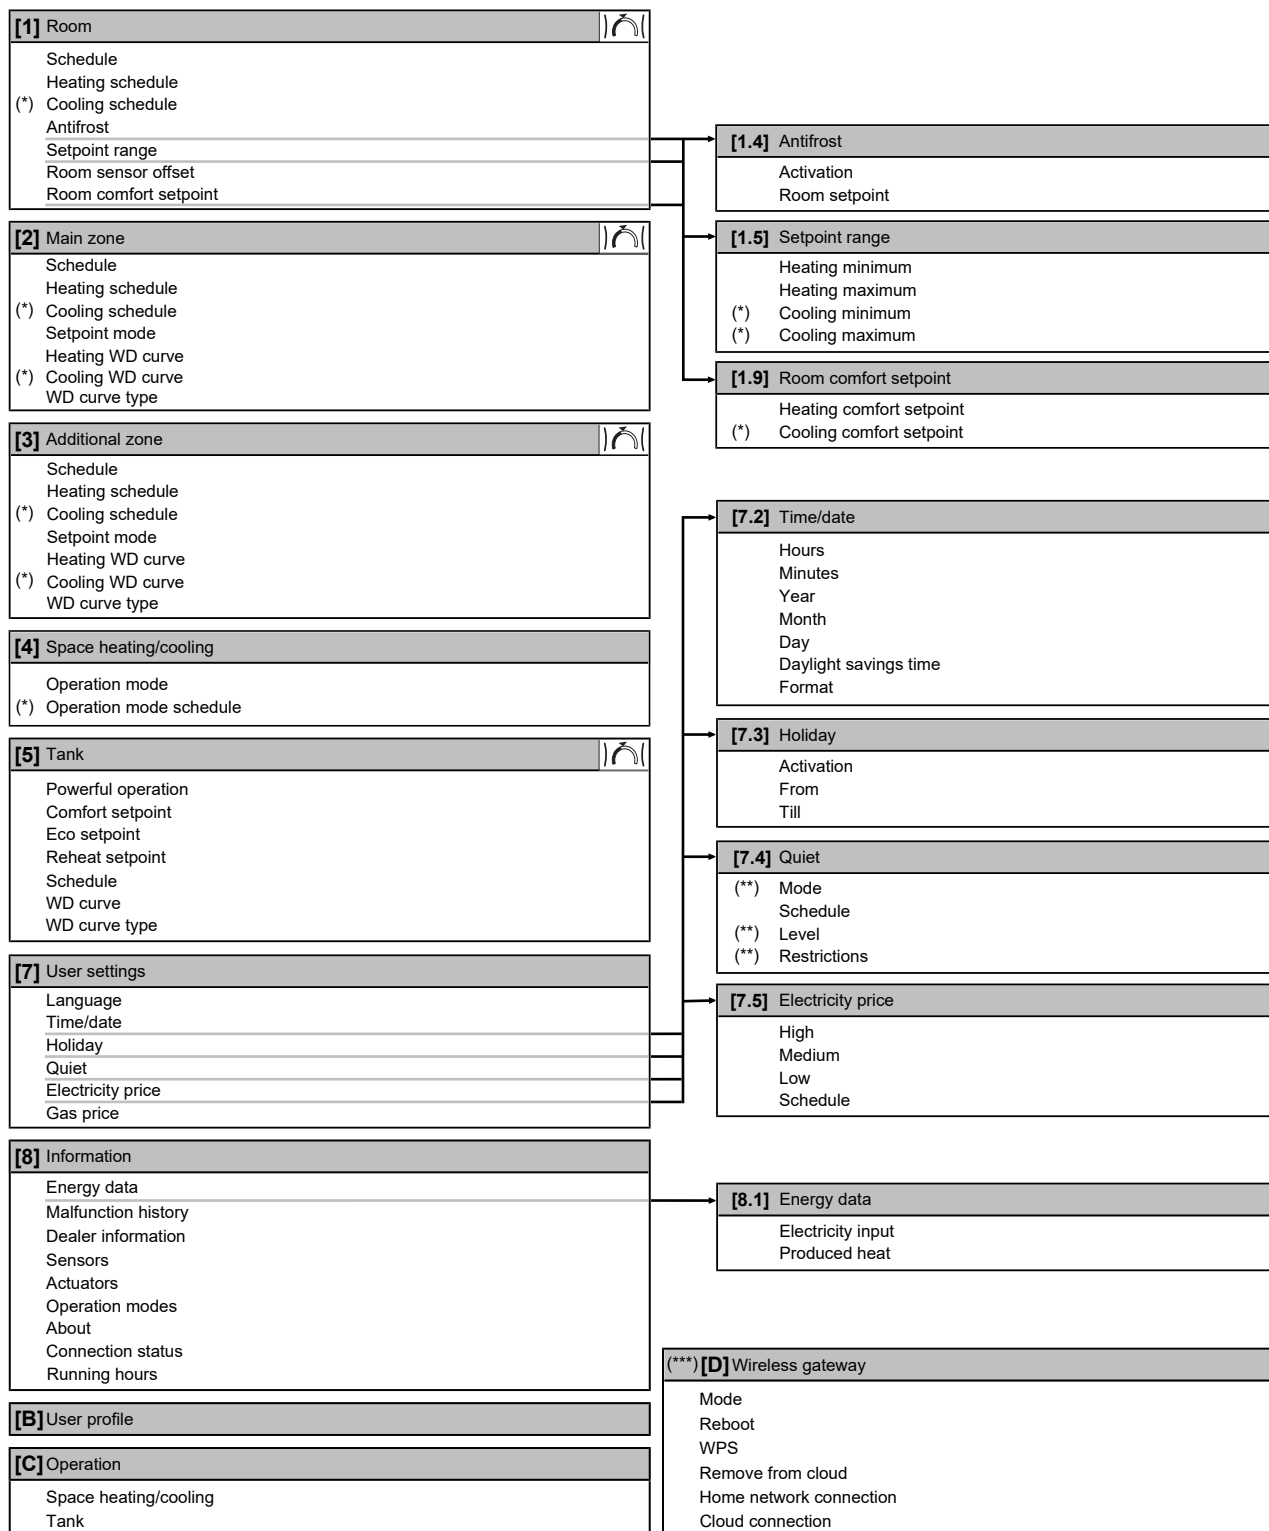 [1] Room
Schedule
Heating schedule
(*) Cooling schedule
Antifrost
Setpoint range
Room sensor offset
Room comfort setpoint
[1.4] Antifrost
Activation
Room setpoint
[1.5] Setpoint range
Heating minimum
Heating maximum
(*) Cooling minimum
(*) Cooling maximum
[1.9] Room comfort setpoint
Heating comfort setpoint
(*) Cooling comfort setpoint
[2] Main zone
Schedule
Heating schedule
(*) Cooling schedule
Setpoint mode
Heating WD curve
(*) Cooling WD curve
WD curve type
[3] Additional zone
Schedule
Heating schedule
(*) Cooling schedule
Setpoint mode
Heating WD curve
(*) Cooling WD curve
WD curve type
[4] Space heating/cooling
Operation mode
(*) Operation mode schedule
[5] Tank
Powerful operation
Comfort setpoint
Eco setpoint
Reheat setpoint
Schedule
WD curve
WD curve type
[7] User settings
Language
Time/date
Holiday
Quiet
Electricity price
Gas price
[7.2] Time/date
Hours
Minutes
Year
Month
Day
Daylight savings time
Format
[7.3] Holiday
Activation
From
Till
[7.4] Quiet
(**) Mode
Schedule
(**) Level
(**) Restrictions
[7.5] Electricity price
High
Medium
Low
Schedule
[8] Information
Energy data
Malfunction history
Dealer information
Sensors
Actuators
Operation modes
About
Connection status
Running hours
[8.1] Energy data
Electricity input
Produced heat
[B] User profile
[C] Operation
Space heating/cooling
Tank
(***) [D] Wireless gateway
Mode
Reboot
WPS
Remove from cloud
Home network connection
Cloud connection